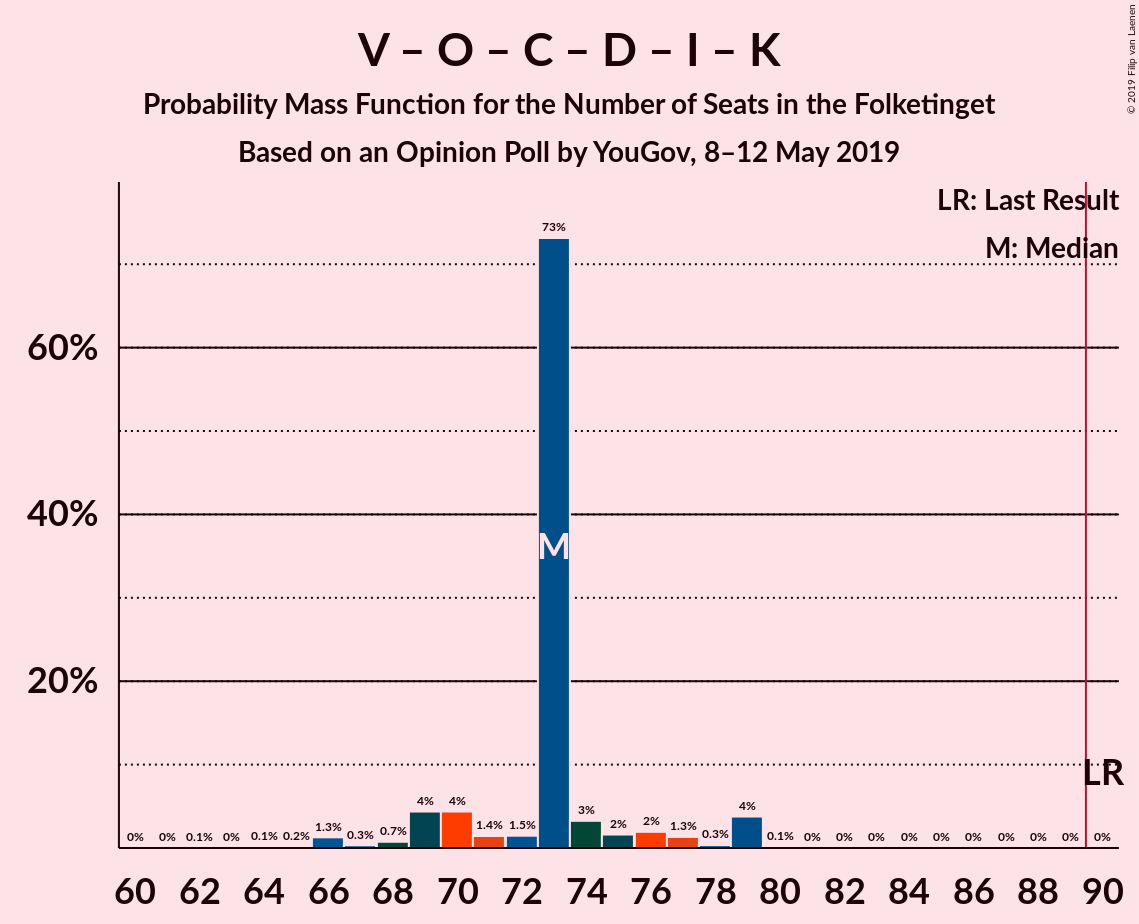 V – O – C – D – I – K
Probability Mass Function for the Number of Seats in the Folketinget
Based on an Opinion Poll by YouGov, 8–12 May 2019
© 2019 Filip van Laenen
LR: Last Result
M: Median
73%
60%
40%
M
20%
LR
0% 0% 0.1% 0% 0.1% 0.2% 1.3% 0.3% 0.7% 4% 4% 1.4% 1.5% 3% 2% 2% 1.3% 0.3% 4% 0.1% 0% 0% 0% 0% 0% 0% 0% 0% 0% 0%
60 62 64 66 68 70 72 74 76 78 80 82 84 86 88 90